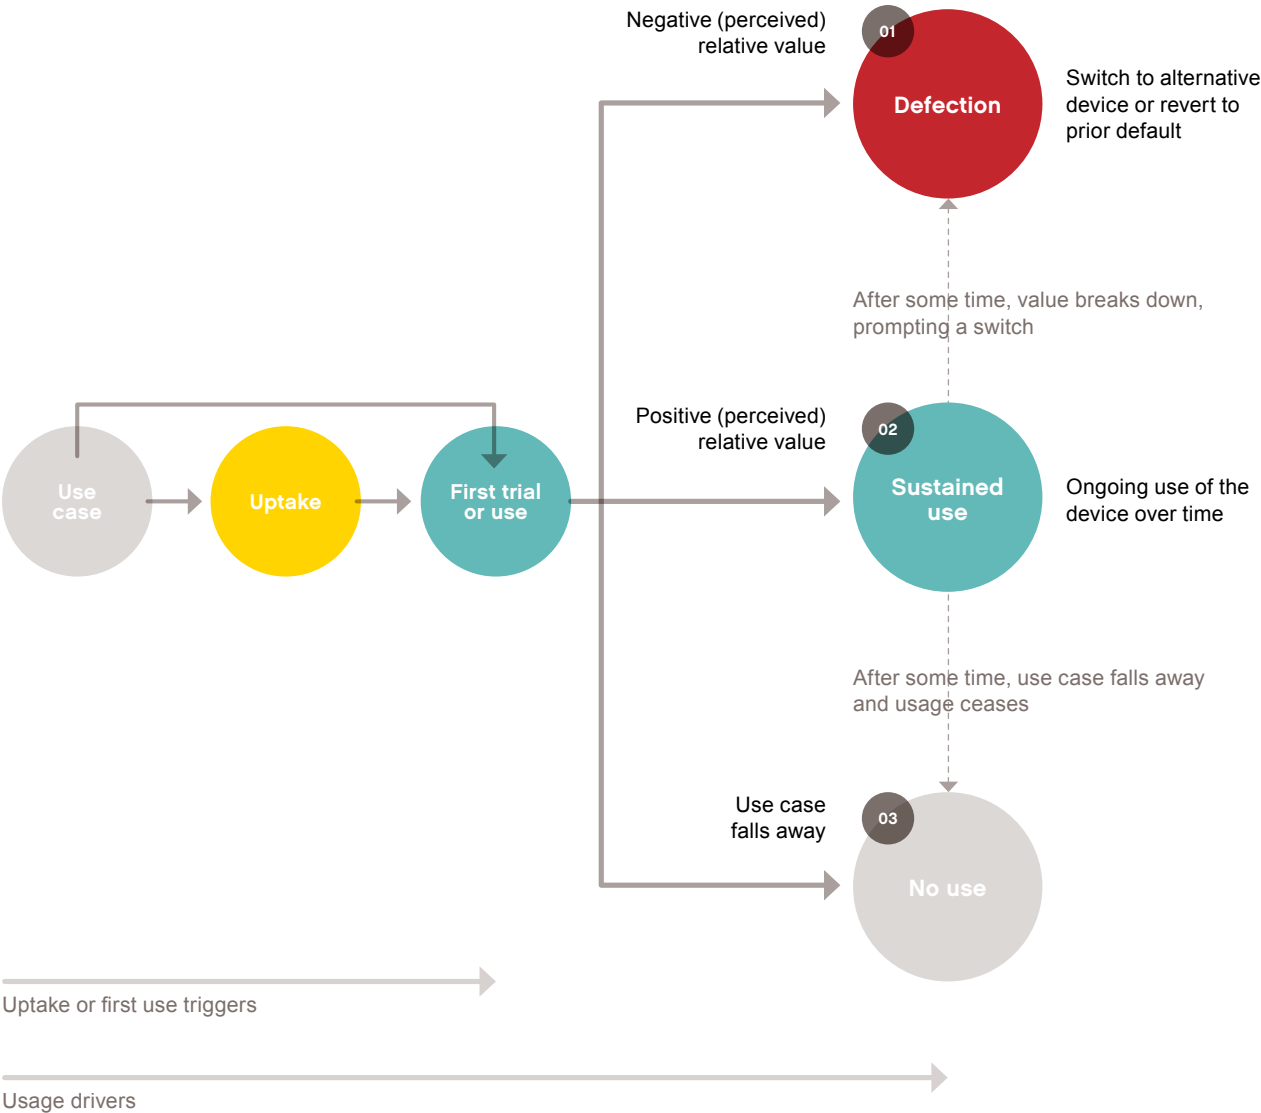 Negative (perceived)
relative value
01
Defection
Switch to alternative
device or revert to
prior default
After some time, value breaks down,
prompting a switch
Use
case
Uptake
First trial
or use
Positive (perceived)
relative value
02
Sustained
use
Ongoing use of the
device over time
After some time, use case falls away
and usage ceases
Use case
falls away
03
No use
Uptake or first use triggers
Usage drivers